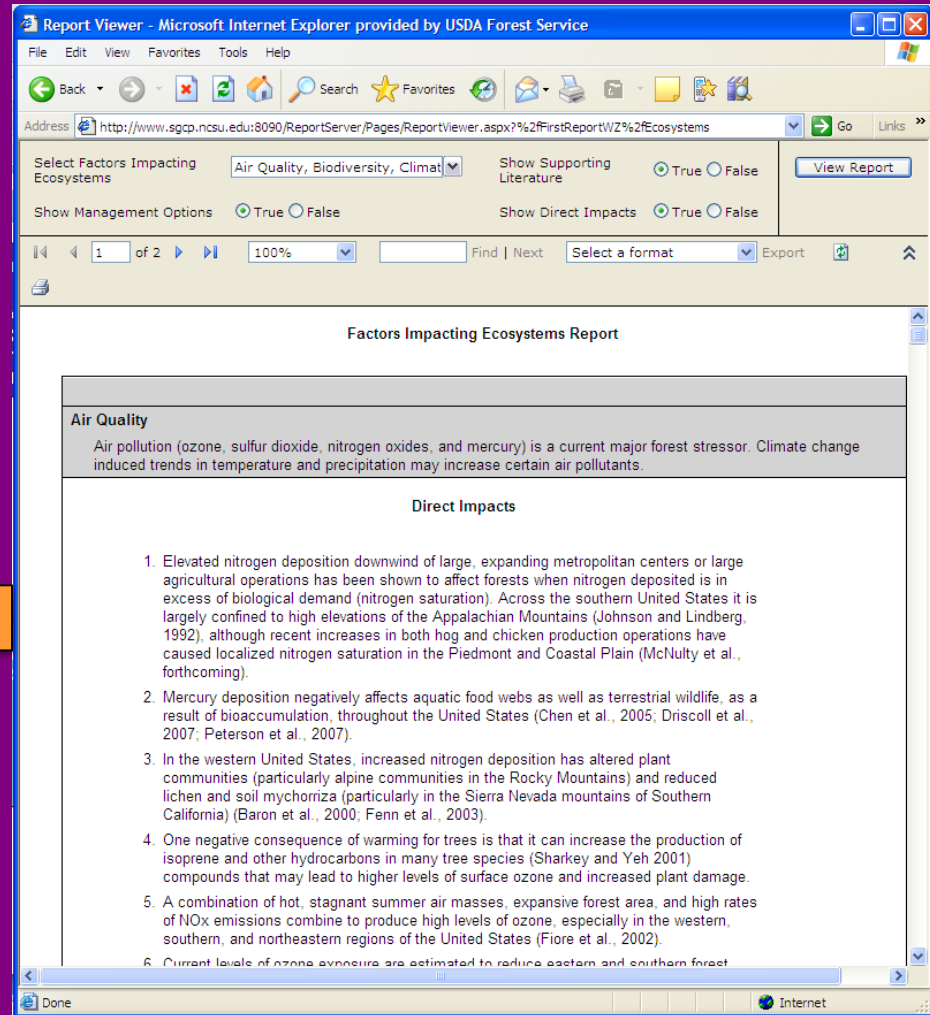 Report Viewer - Microsoft Internet Explorer provided by USDA Forest Service
File Edit View Favorites Tools Help
Back Search Favorites
Address http://www.sgcp.ncsu.edu:8090/ReportServer/Pages/ReportViewer.aspx?%2fFirstReportWZ%2fEcosystems Go Links »
Select Factors Impacting Ecosystems Air Quality, Biodiversity, Climat Show Supporting Literature True False View Report
Show Management Options True False Show Direct Impacts True False
1 of 2 100% Find | Next Select a format Export
Factors Impacting Ecosystems Report
Air Quality
Air pollution (ozone, sulfur dioxide, nitrogen oxides, and mercury) is a current major forest stressor. Climate change
induced trends in temperature and precipitation may increase certain air pollutants.
Direct Impacts
1. Elevated nitrogen deposition downwind of large, expanding metropolitan centers or large
agricultural operations has been shown to affect forests when nitrogen deposited is in
excess of biological demand (nitrogen saturation). Across the southern United States it is
largely confined to high elevations of the Appalachian Mountains (Johnson and Lindberg,
1992), although recent increases in both hog and chicken production operations have
caused localized nitrogen saturation in the Piedmont and Coastal Plain (McNulty et al.,
forthcoming).
2. Mercury deposition negatively affects aquatic food webs as well as terrestrial wildlife, as a
result of bioaccumulation, throughout the United States (Chen et al., 2005; Driscoll et al.,
2007; Peterson et al., 2007).
3. In the western United States, increased nitrogen deposition has altered plant
communities (particularly alpine communities in the Rocky Mountains) and reduced
lichen and soil mychorriza (particularly in the Sierra Nevada mountains of Southern
California) (Baron et al., 2000; Fenn et al., 2003).
4. One negative consequence of warming for trees is that it can increase the production of
isoprene and other hydrocarbons in many tree species (Sharkey and Yeh 2001)
compounds that may lead to higher levels of surface ozone and increased plant damage.
5. A combination of hot, stagnant summer air masses, expansive forest area, and high rates
of NOx emissions combine to produce high levels of ozone, especially in the western,
southern, and northeastern regions of the United States (Fiore et al., 2002).
6. Current levels of ozone exposure are estimated to reduce eastern and southern forest
Done Internet